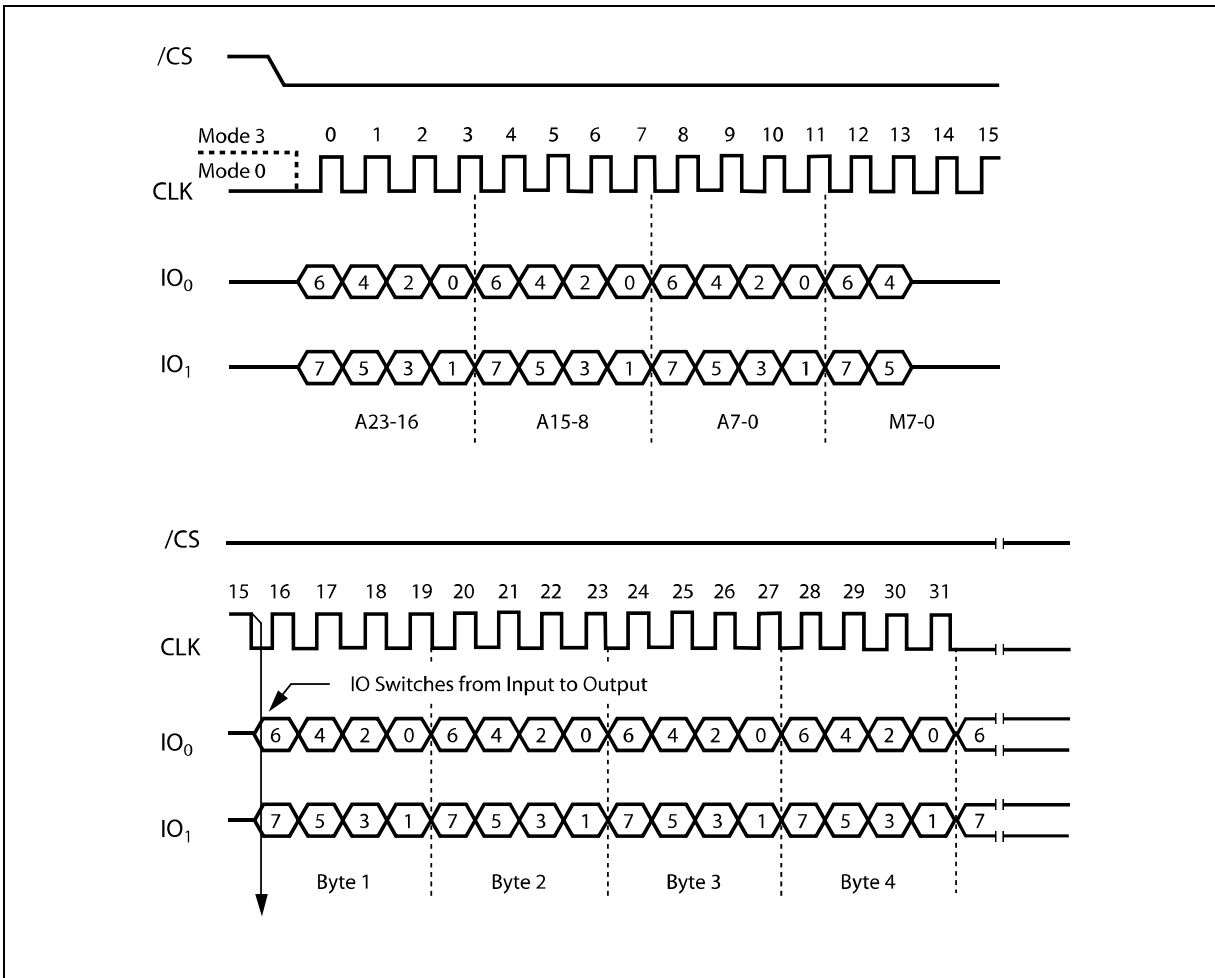 /CS
Mode 3
0 1 2 3 4 5 6 7 8 9 10 11 12 13 14 15
Mode 0
CLK
IO0 6 4 2 0 6 4 2 0 6 4 2 0 6 4
IO1 7 5 3 1 7 5 3 1 7 5 3 1 7 5
A23-16 A15-8 A7-0 M7-0
/CS
15 16 17 18 19 20 21 22 23 24 25 26 27 28 29 30 31
CLK
IO Switches from Input to Output
IO0 6 4 2 0 6 4 2 0 6 4 2 0 6 4 2 0 6
IO1 7 5 3 1 7 5 3 1 7 5 3 1 7 5 3 1 7
Byte 1 Byte 2 Byte 3 Byte 4